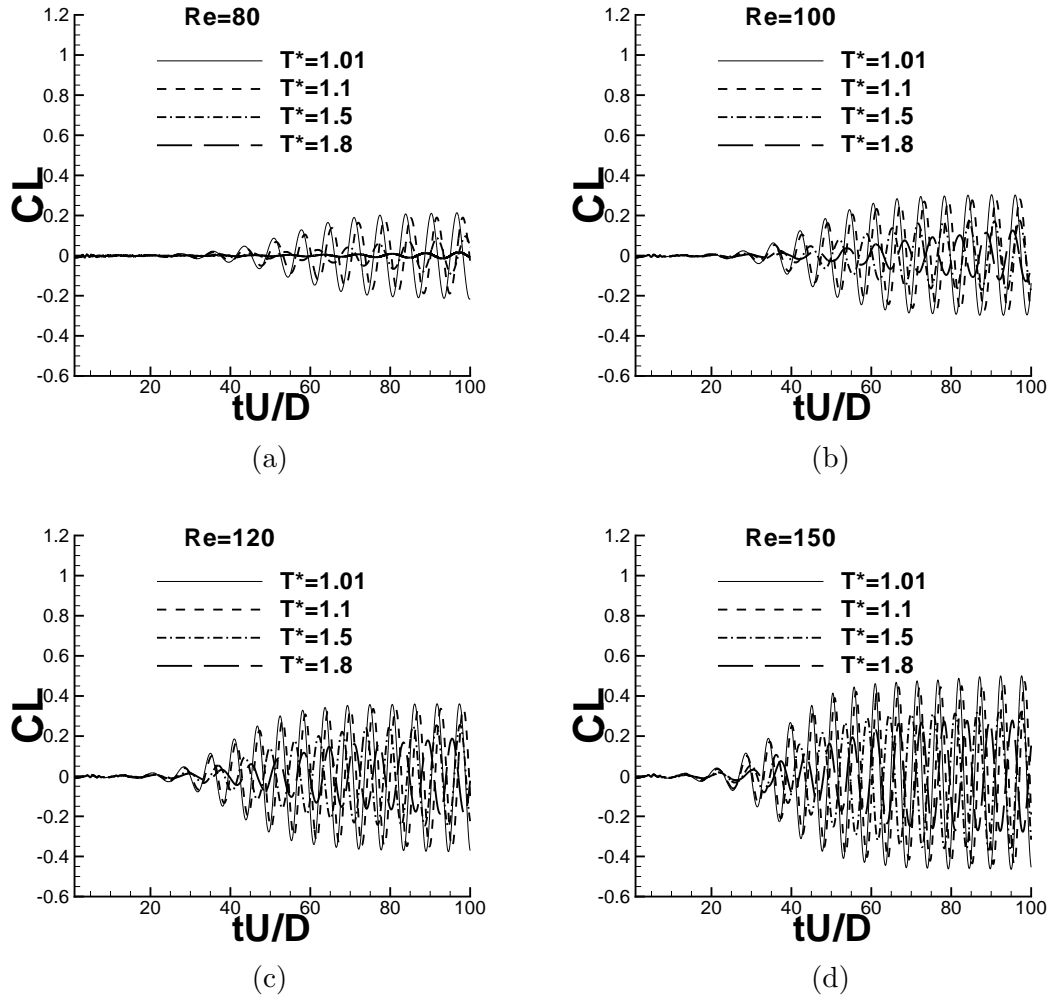 Re=80
1.2
1
0.8
0.6
0.4
0.2
0
-0.2
-0.4
-0.6
CL
T*=1.01
T*=1.1
T*=1.5
T*=1.8
20
40
60
80
100
tU/D
(a)
Re=100
1.2
1
0.8
0.6
0.4
0.2
0
-0.2
-0.4
-0.6
CL
T*=1.01
T*=1.1
T*=1.5
T*=1.8
20
40
60
80
100
tU/D
(b)
Re=120
1.2
1
0.8
0.6
0.4
0.2
0
-0.2
-0.4
-0.6
CL
T*=1.01
T*=1.1
T*=1.5
T*=1.8
20
40
60
80
100
tU/D
(c)
Re=150
1.2
1
0.8
0.6
0.4
0.2
0
-0.2
-0.4
-0.6
CL
T*=1.01
T*=1.1
T*=1.5
T*=1.8
20
40
60
80
100
tU/D
(d)